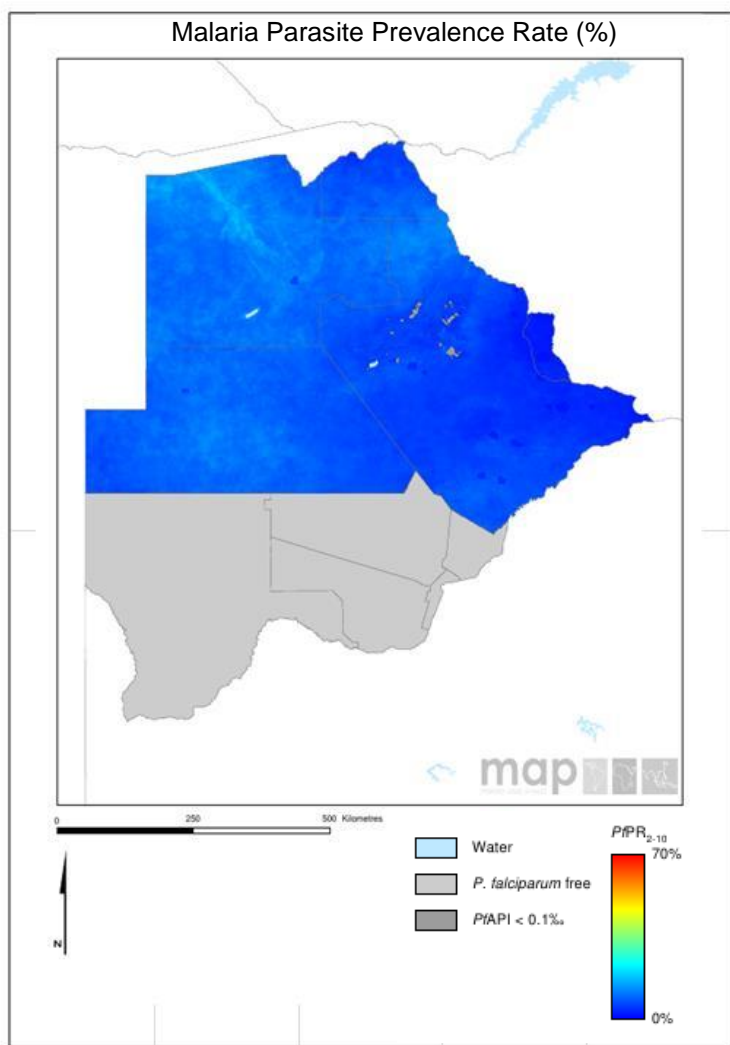 Malaria Parasite Prevalence Rate (%)
map
0 250 500 Kilometres
N
Water
P. falciparum free
PfAPI < 0.1‰
PfPR2-10
70%
0%